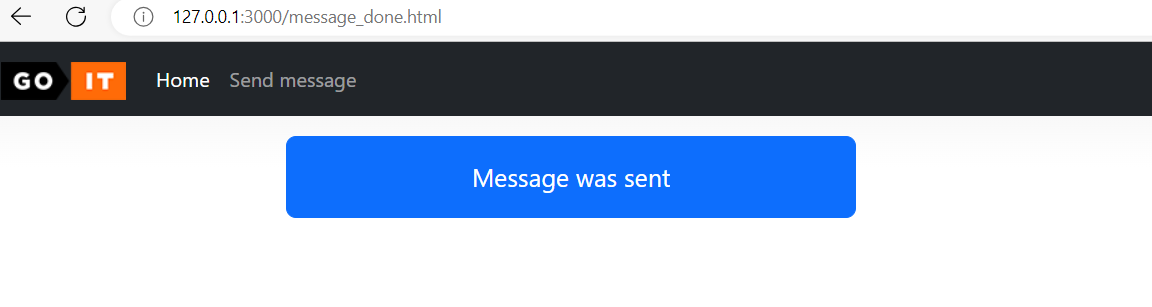 127.0.0.1:3000/message_done.html
GO IT Home Send message
Message was sent